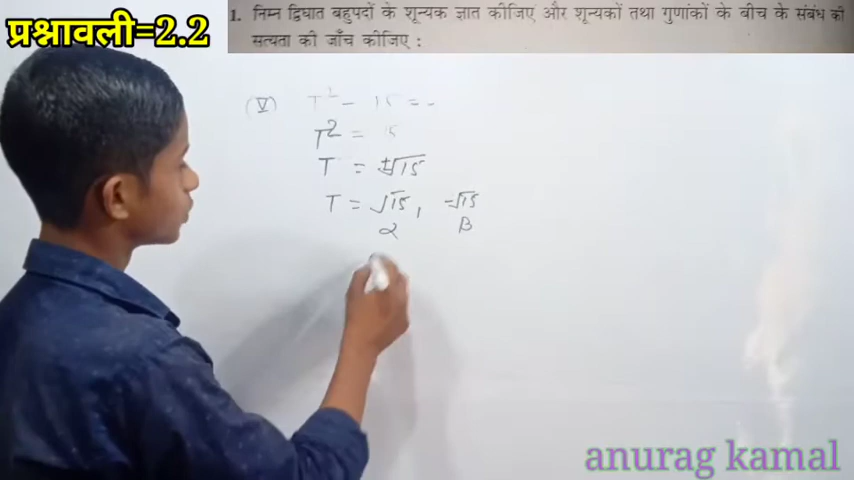 प्रश्नावली=2.2
1. निम्न द्विघात बहुपदों के शून्यक ज्ञात कीजिए और शून्यकों तथा गुणांकों के बीच के संबंध की
सत्यता की जाँच कीजिए :
(V) T² - 15 = -
T² = 15
T = ±√15
T = √15, -√15
α β
anurag kamal